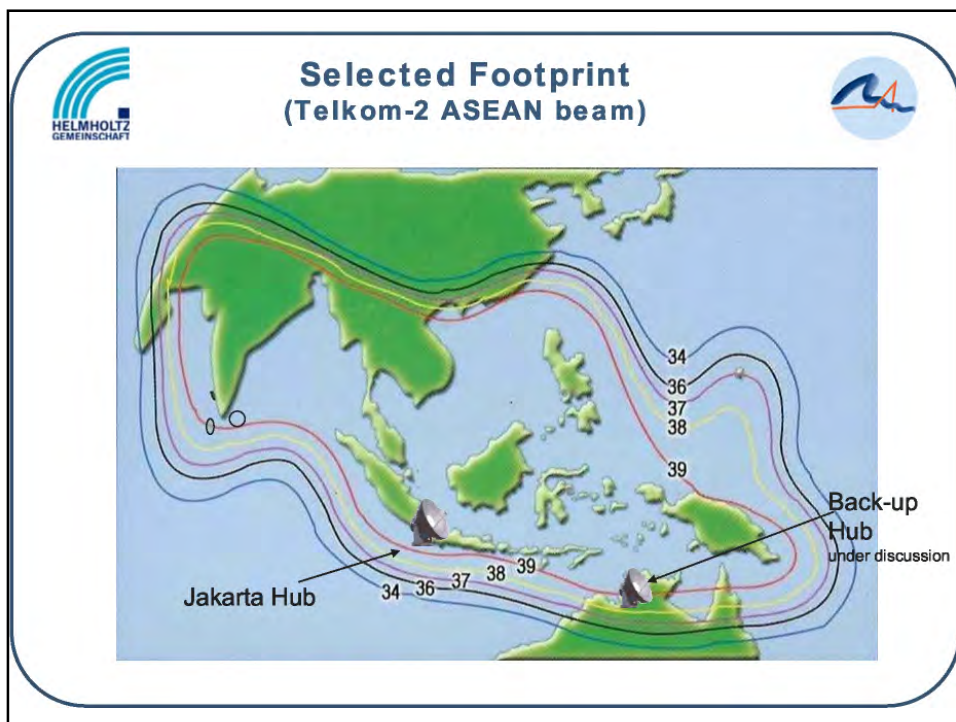 HELMHOLTZ
GEMEINSCHAFT
Selected Footprint
(Telkom-2 ASEAN beam)
34
36
37
38
39
Back-up
Hub
under discussion
Jakarta Hub
34
36
37
38
39